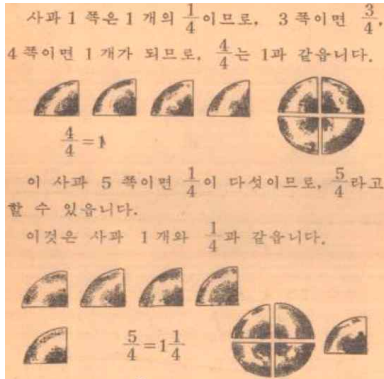 사과 1 쪽은 1 개의 1/4 이므로, 3 쪽이면 3/4,
4 쪽이면 1 개가 되므로, 4/4는 1과 같읍니다.
4/4 = 1
이 사과 5 쪽이면 1/4이 다섯이므로, 5/4라고
할 수 있읍니다.
이것은 사과 1 개와 1/4과 같읍니다.
5/4 = 1 1/4